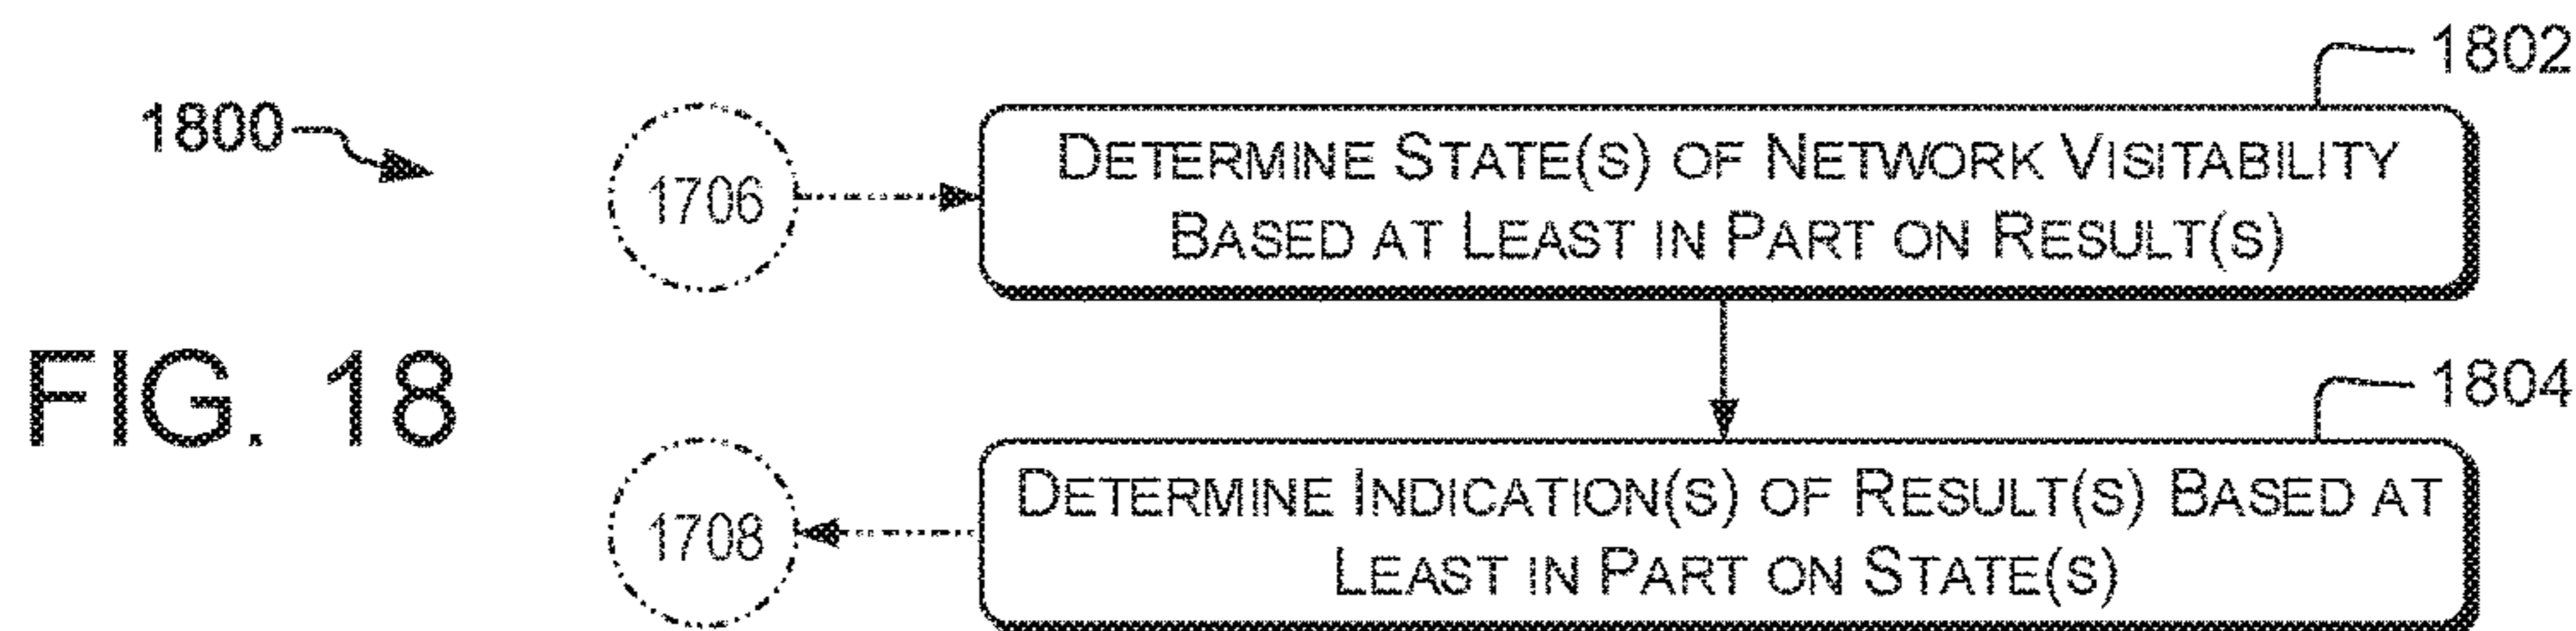 1802
1800
1706
DETERMINE STATE(S) OF NETWORK VISITABILITY
BASED AT LEAST IN PART ON RESULT(S)
FIG. 18
1804
1708
DETERMINE INDICATION(S) OF RESULT(S) BASED AT
LEAST IN PART ON STATE(S)